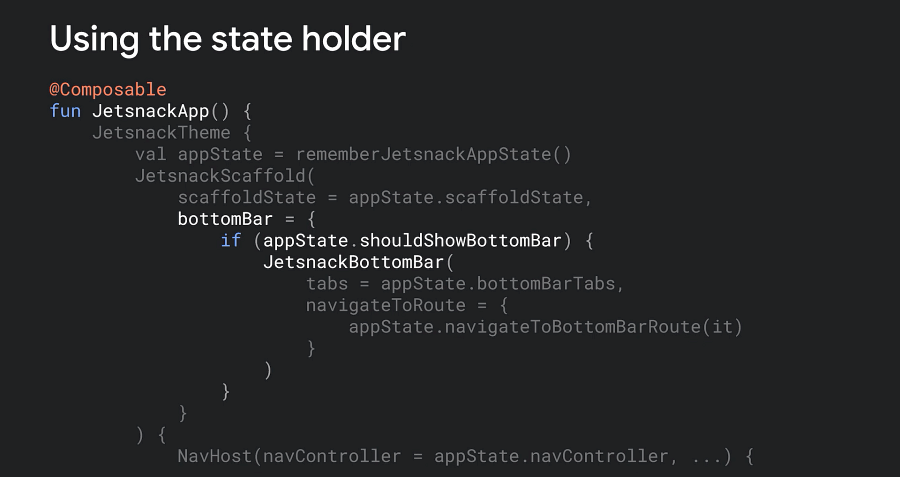 Using the state holder
@Composable
fun JetsnackApp() {
    JetsnackTheme {
        val appState = rememberJetsnackAppState()
        JetsnackScaffold(
            scaffoldState = appState.scaffoldState,
            bottomBar = {
                if (appState.shouldShowBottomBar) {
                    JetsnackBottomBar(
                        tabs = appState.bottomBarTabs,
                        navigateToRoute = {
                            appState.navigateToBottomBarRoute(it)
                        }
                    )
                }
            }
        ) {
            NavHost(navController = appState.navController, ...) {